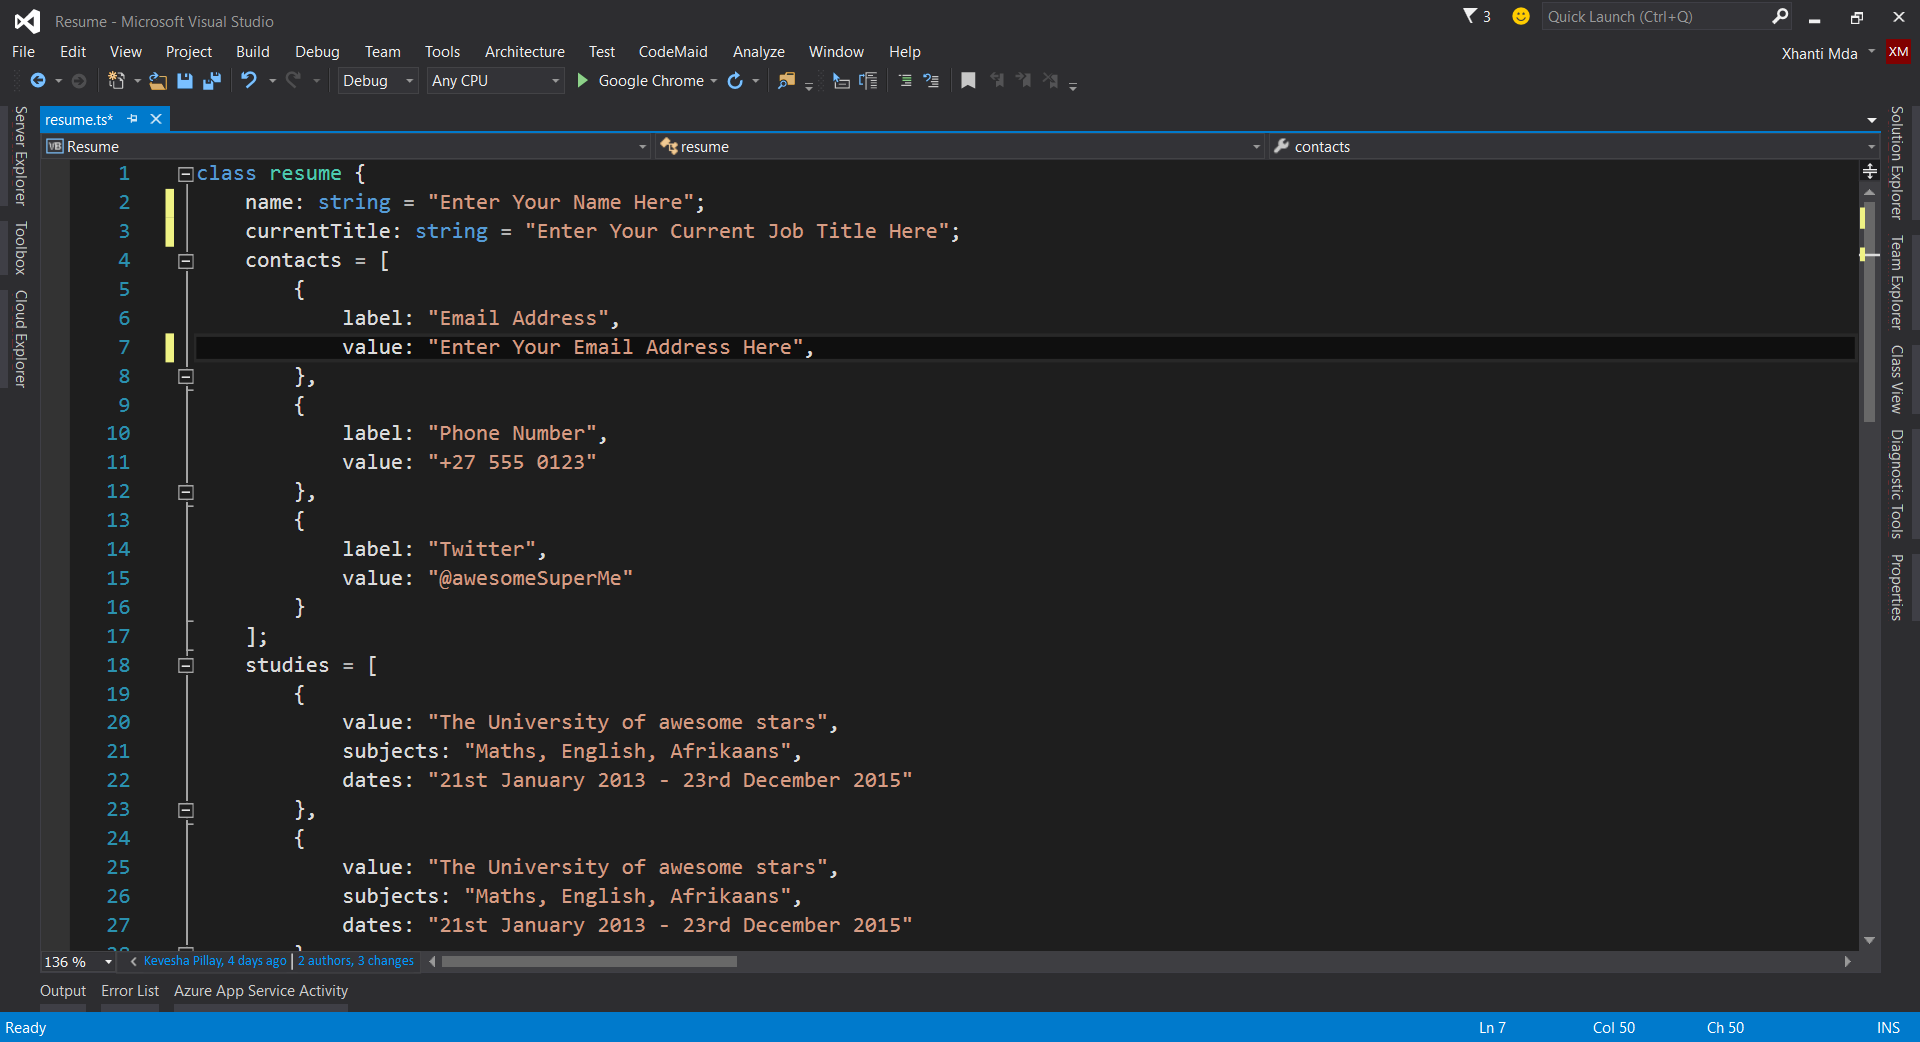 Resume - Microsoft Visual Studio
3
Quick Launch (Ctrl+Q)
File Edit View Project Build Debug Team Tools Architecture Test CodeMaid Analyze Window Help
Xhanti Mda XM
Debug Any CPU Google Chrome
resume.ts*
VB Resume resume contacts
Server Explorer
Toolbox
Cloud Explorer
1 class resume {
2 name: string = "Enter Your Name Here";
3 currentTitle: string = "Enter Your Current Job Title Here";
4 contacts = [
5 {
6 label: "Email Address",
7 value: "Enter Your Email Address Here",
8 },
9 {
10 label: "Phone Number",
11 value: "+27 555 0123"
12 },
13 {
14 label: "Twitter",
15 value: "@awesomeSuperMe"
16 }
17 ];
18 studies = [
19 {
20 value: "The University of awesome stars",
21 subjects: "Maths, English, Afrikaans",
22 dates: "21st January 2013 - 23rd December 2015"
23 },
24 {
25 value: "The University of awesome stars",
26 subjects: "Maths, English, Afrikaans",
27 dates: "21st January 2013 - 23rd December 2015"
Solution Explorer
Team Explorer
Class View
Diagnostic Tools
Properties
136 % Kevesha Pillay, 4 days ago | 2 authors, 3 changes
Output Error List Azure App Service Activity
Ready Ln 7 Col 50 Ch 50 INS